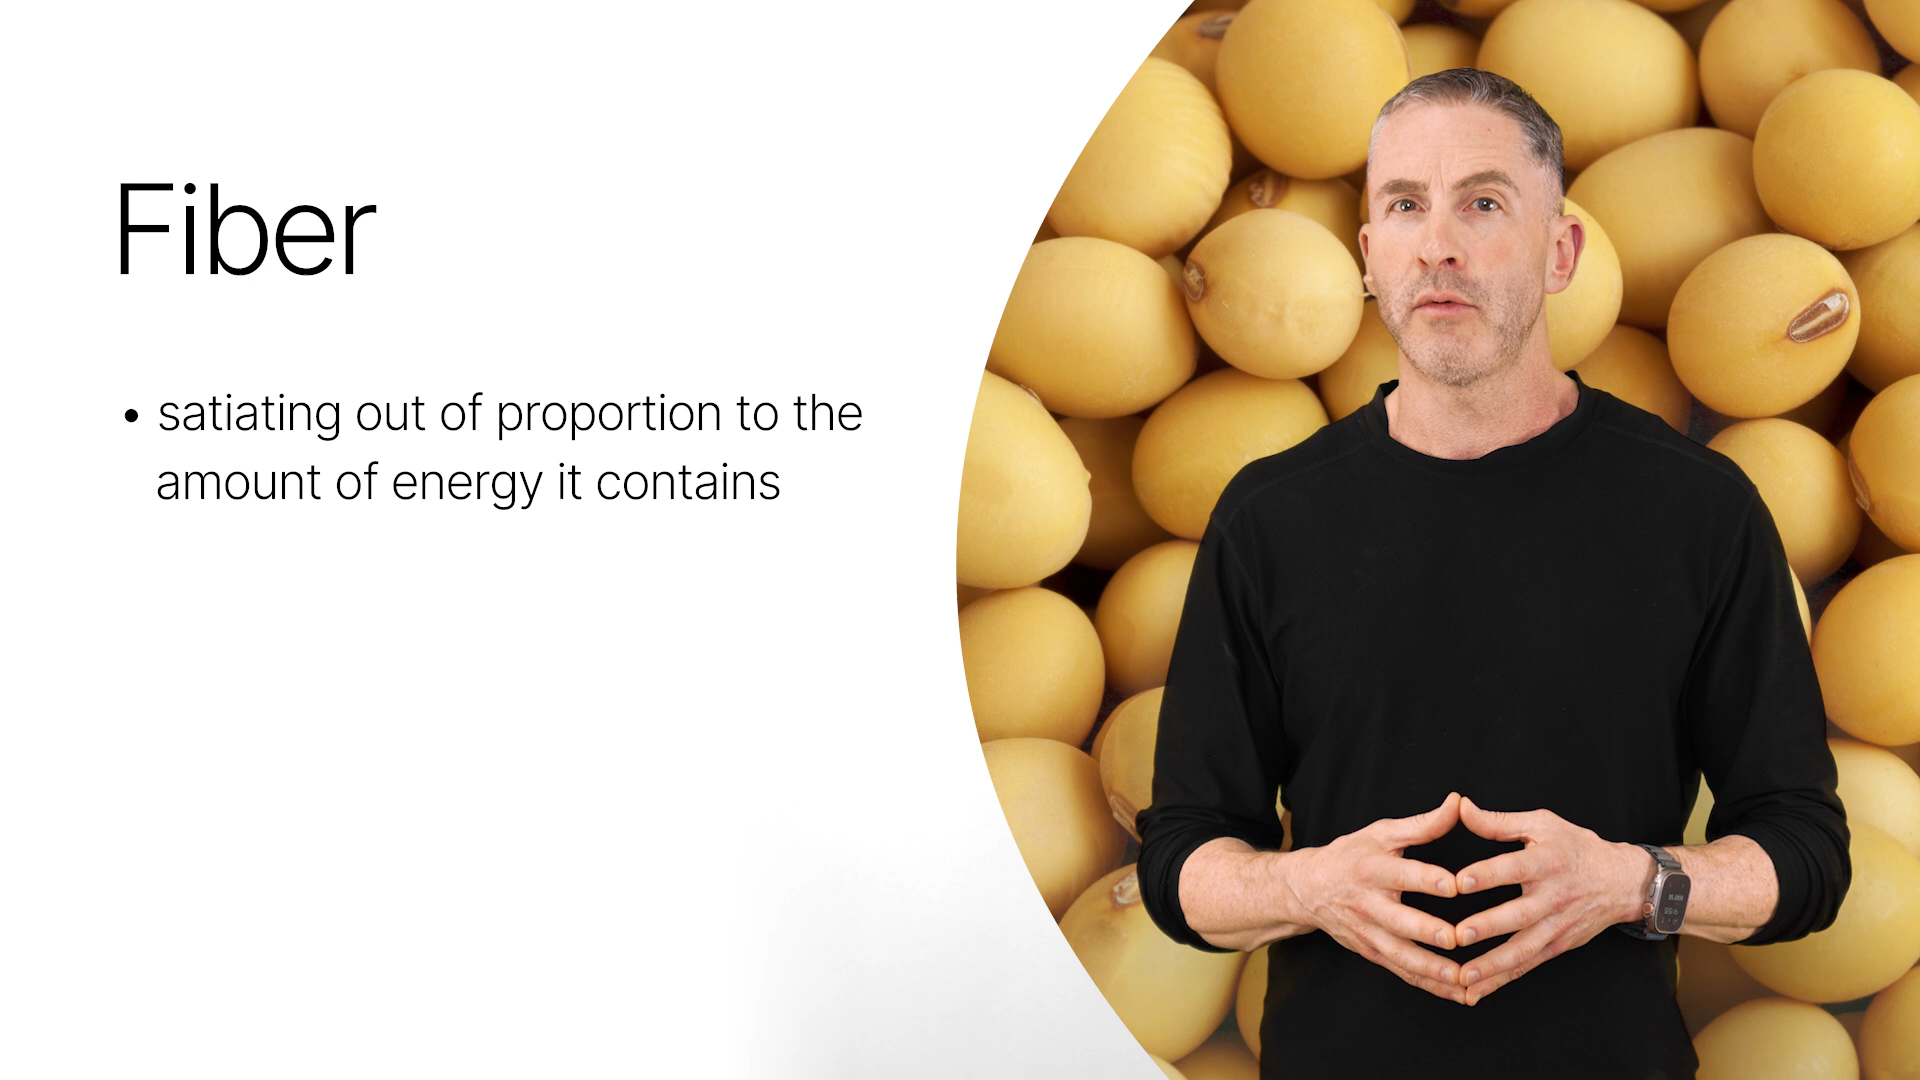 Fiber
• satiating out of proportion to the
amount of energy it contains